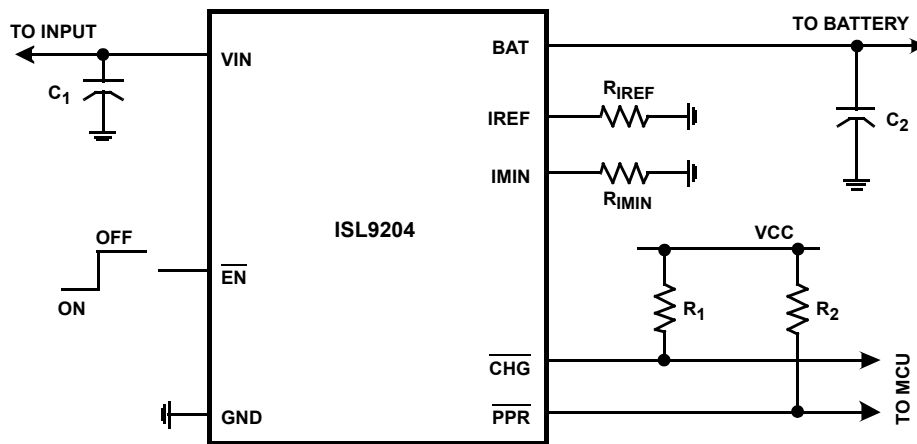 TO INPUT
TO BATTERY
VIN
BAT
C1
RIREF
IREF
C2
IMIN
RIMIN
ISL9204
OFF
VCC
EN
ON
R1
R2
CHG
TO MCU
GND
PPR